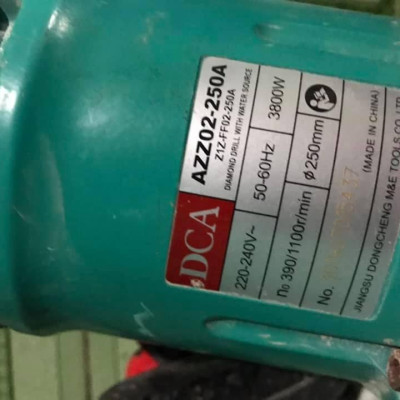 DCA
AZZ02-250A
Z1Z-FF02-250A
DIAMOND DRILL WITH WATER SOURCE
220-240V~ 50-60Hz 3800W
n₀ 390/1100r/min ϕ250mm
No.
(MADE IN CHINA)
JIANGSU DONGCHENG M&E TOOLS CO., LTD